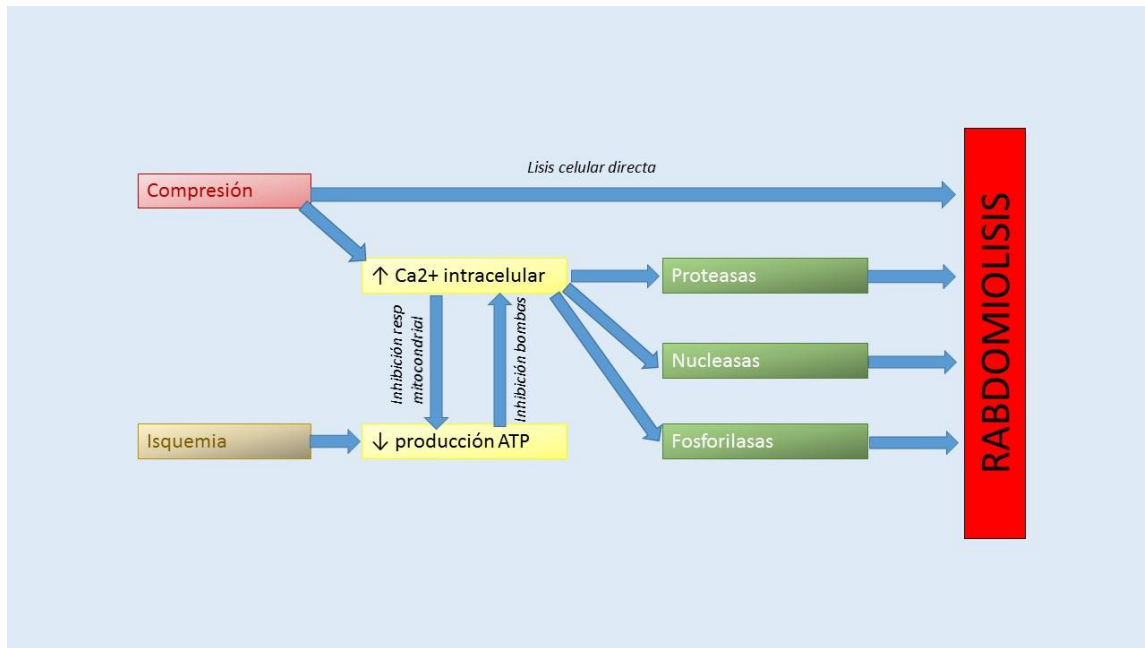 Lisis celular directa
Compresión
↑ Ca2+ intracelular
Proteasas
Inhibición resp
mitocondrial
Inhibición bombas
Nucleasas
Isquemia
↓ producción ATP
Fosforilasas
RABDOMIOLISIS